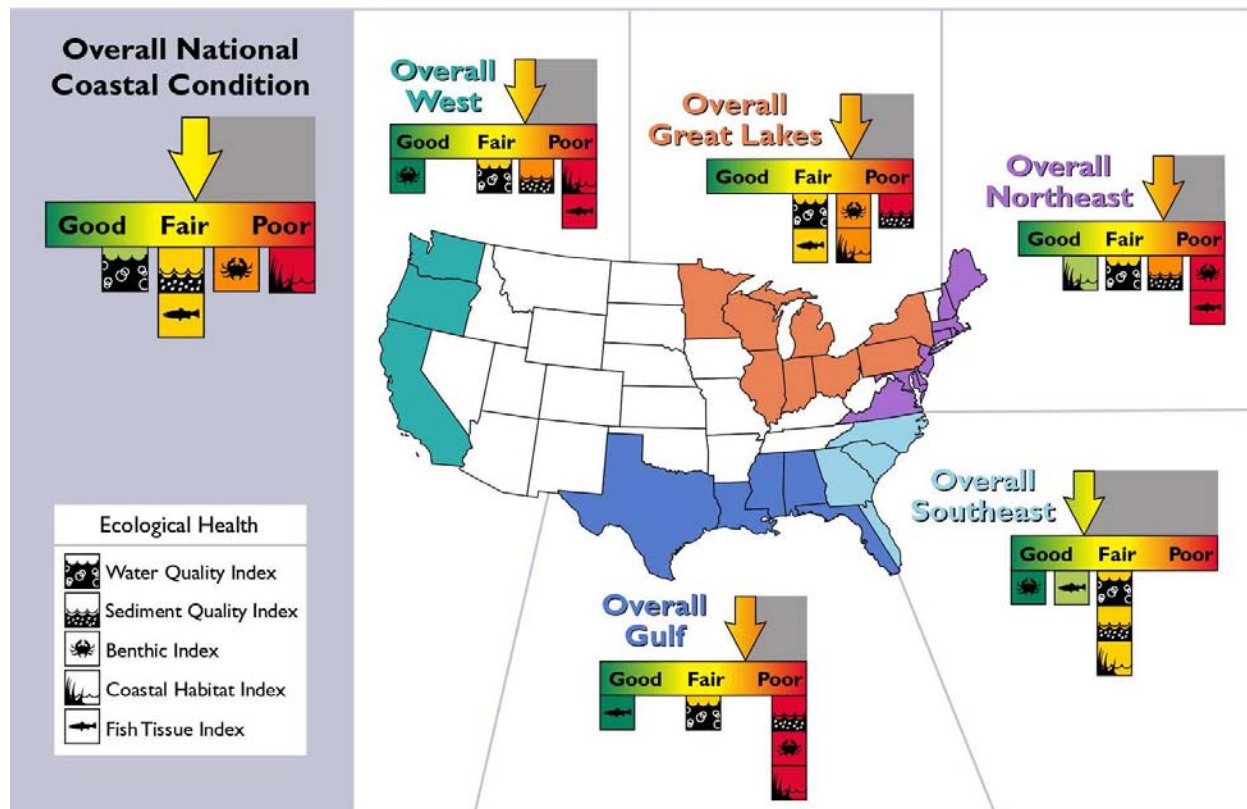 Overall National
Coastal Condition
Good Fair Poor
Overall
West
Good Fair Poor
Overall
Great Lakes
Good Fair Poor
Overall
Northeast
Good Fair Poor
Overall
Southeast
Good Fair Poor
Overall
Gulf
Good Fair Poor
Ecological Health
Water Quality Index
Sediment Quality Index
Benthic Index
Coastal Habitat Index
Fish Tissue Index